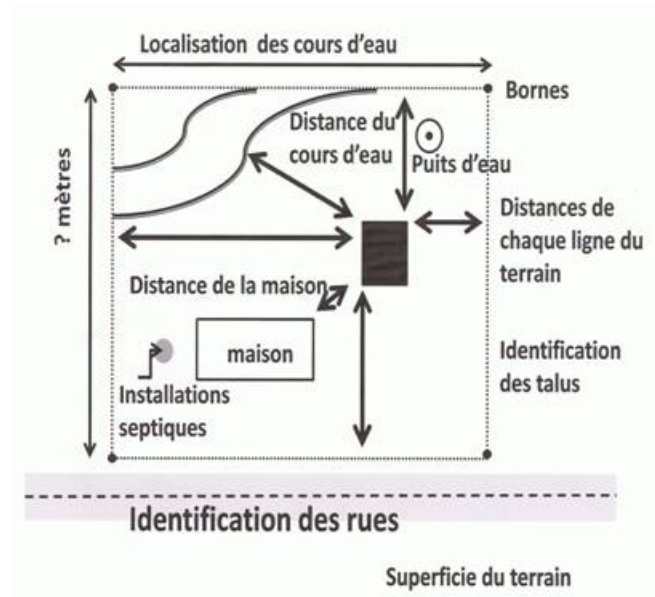 Localisation des cours d'eau
Bornes
Distance du
cours d'eau
Puits d'eau
? mètres
Distances de
chaque ligne du
terrain
Distance de la maison
maison
Identification
des talus
Installations
septiques
Identification des rues
Superficie du terrain